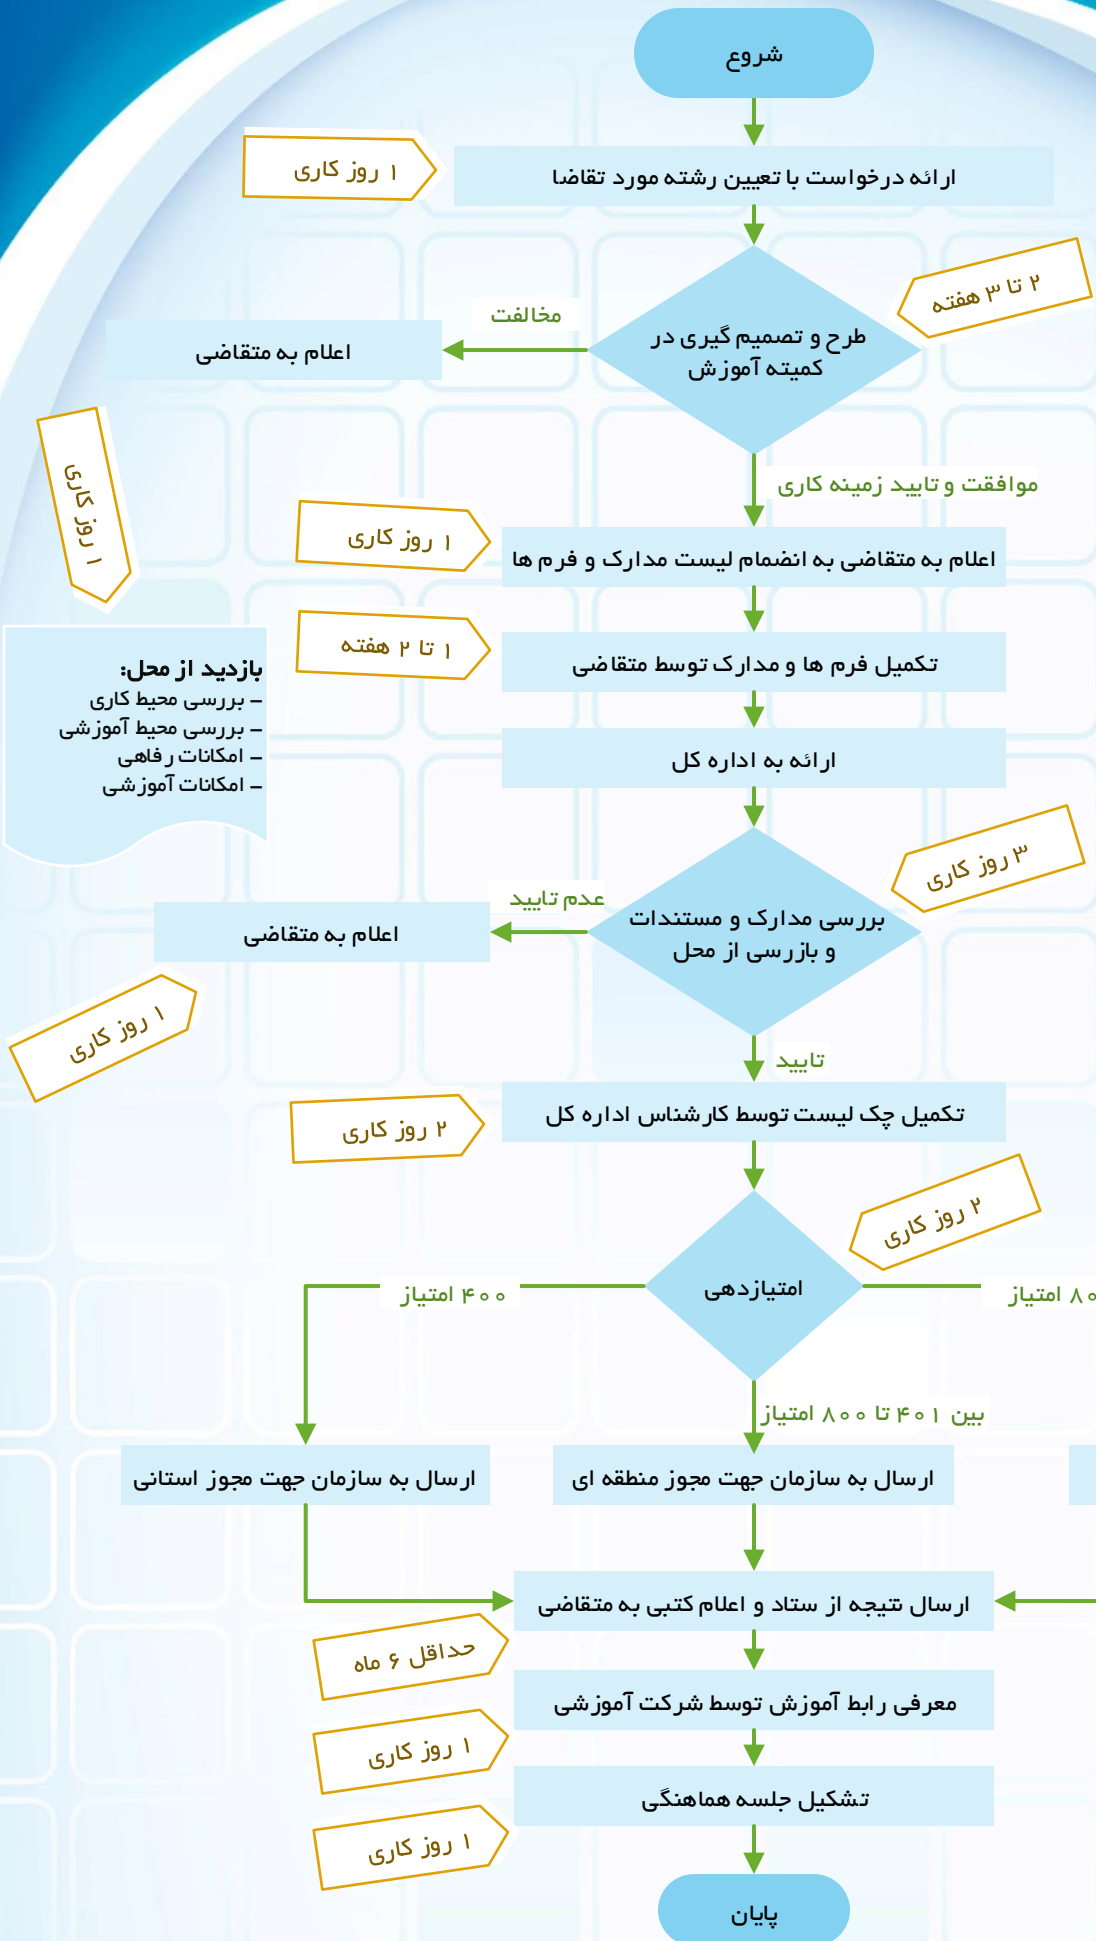 شروع
۱ روز کاری
ارائه درخواست با تعیین رشته مورد تقاضا
۲ تا ۳ هفته
طرح و تصمیم گیری در
کمیته آموزش
مخالفت
اعلام به متقاضی
۱ روز کاری
موافقت و تایید زمینه کاری
۱ روز کاری
اعلام به متقاضی به انضمام لیست مدارک و فرم ها
۱ تا ۲ هفته
تکمیل فرم ها و مدارک توسط متقاضی
بازدید از محل:
– بررسی محیط کاری
– بررسی محیط آموزشی
– امکانات رفاهی
– امکانات آموزشی
ارائه به اداره کل
۳ روز کاری
بررسی مدارک و مستندات
و بازرسی از محل
عدم تایید
اعلام به متقاضی
۱ روز کاری
تایید
تکمیل چک لیست توسط کارشناس اداره کل
۲ روز کاری
۲ روز کاری
امتیازدهی
امتیاز
۴۰۰ امتیاز
بین ۴۰۱ تا ۸۰۰ امتیاز
ارسال به سازمان جهت مجوز منطقه ای
ارسال به سازمان جهت مجوز استانی
ارسال نتیجه از ستاد و اعلام کتبی به متقاضی
حداقل ۶ ماه
معرفی رابط آموزش توسط شرکت آموزشی
۱ روز کاری
تشکیل جلسه هماهنگی
۱ روز کاری
پایان